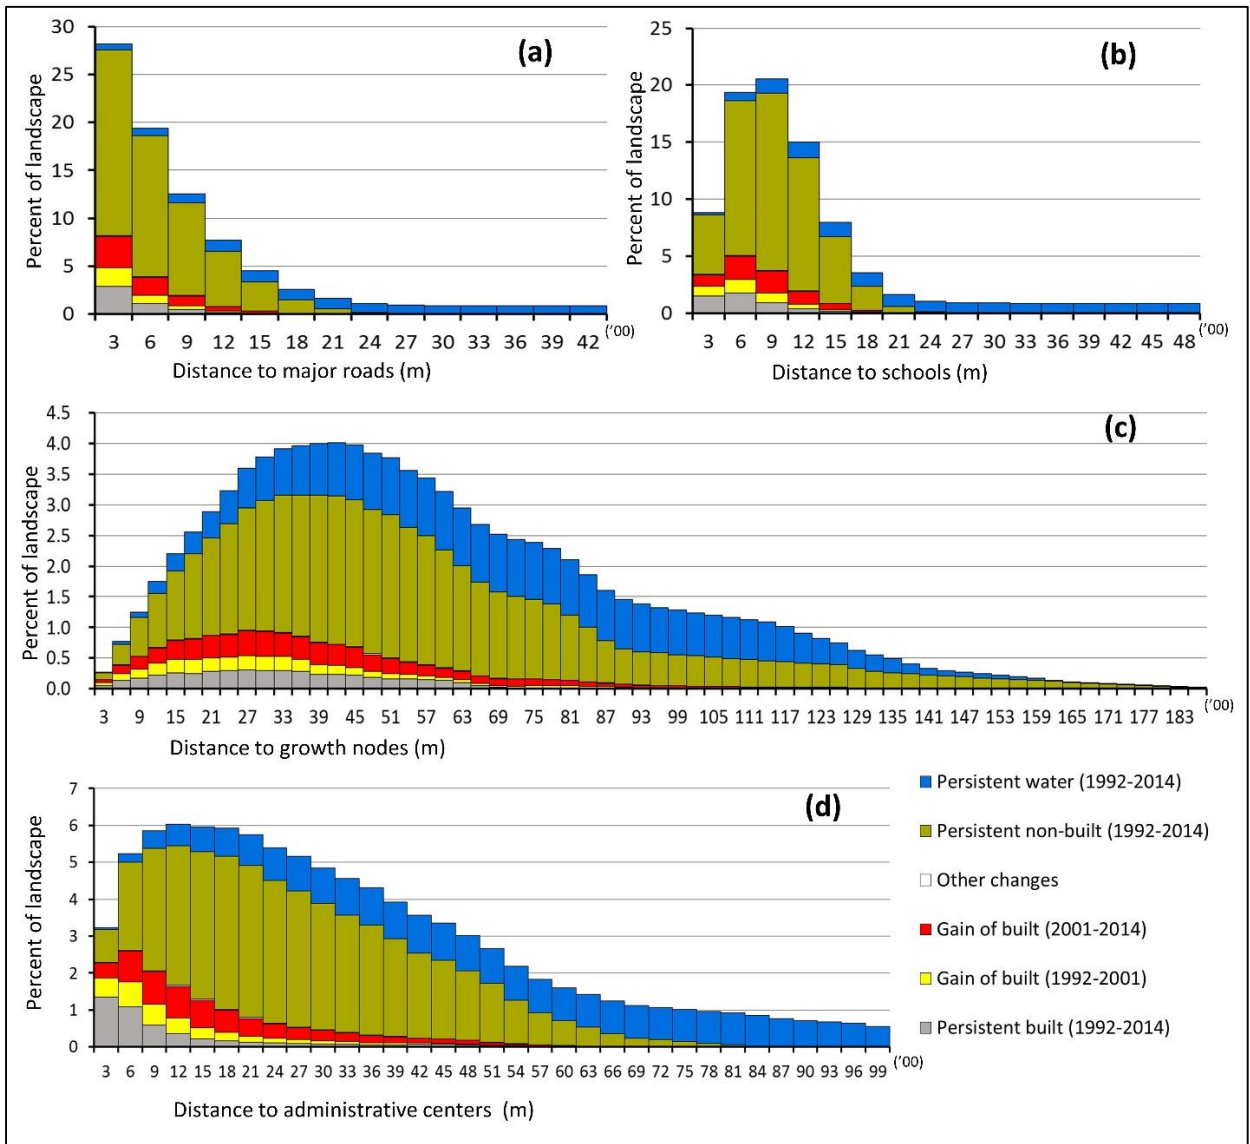 (a)
Percent of landscape
30
25
20
15
10
5
0
3 6 9 12 15 18 21 24 27 30 33 36 39 42 ('00)
Distance to major roads (m)
(b)
Percent of landscape
25
20
15
10
5
0
3 6 9 12 15 18 21 24 27 30 33 36 39 42 45 48 ('00)
Distance to schools (m)
(c)
Percent of landscape
4.5
4.0
3.5
3.0
2.5
2.0
1.5
1.0
0.5
0.0
3 9 15 21 27 33 39 45 51 57 63 69 75 81 87 93 99 105 111 117 123 129 135 141 147 153 159 165 171 177 183 ('00)
Distance to growth nodes (m)
(d)
Percent of landscape
7
6
5
4
3
2
1
0
3 6 9 12 15 18 21 24 27 30 33 36 39 42 45 48 51 54 57 60 63 66 69 72 75 78 81 84 87 90 93 96 99 ('00)
Distance to administrative centers (m)
Persistent water (1992-2014)
Persistent non-built (1992-2014)
Other changes
Gain of built (2001-2014)
Gain of built (1992-2001)
Persistent built (1992-2014)